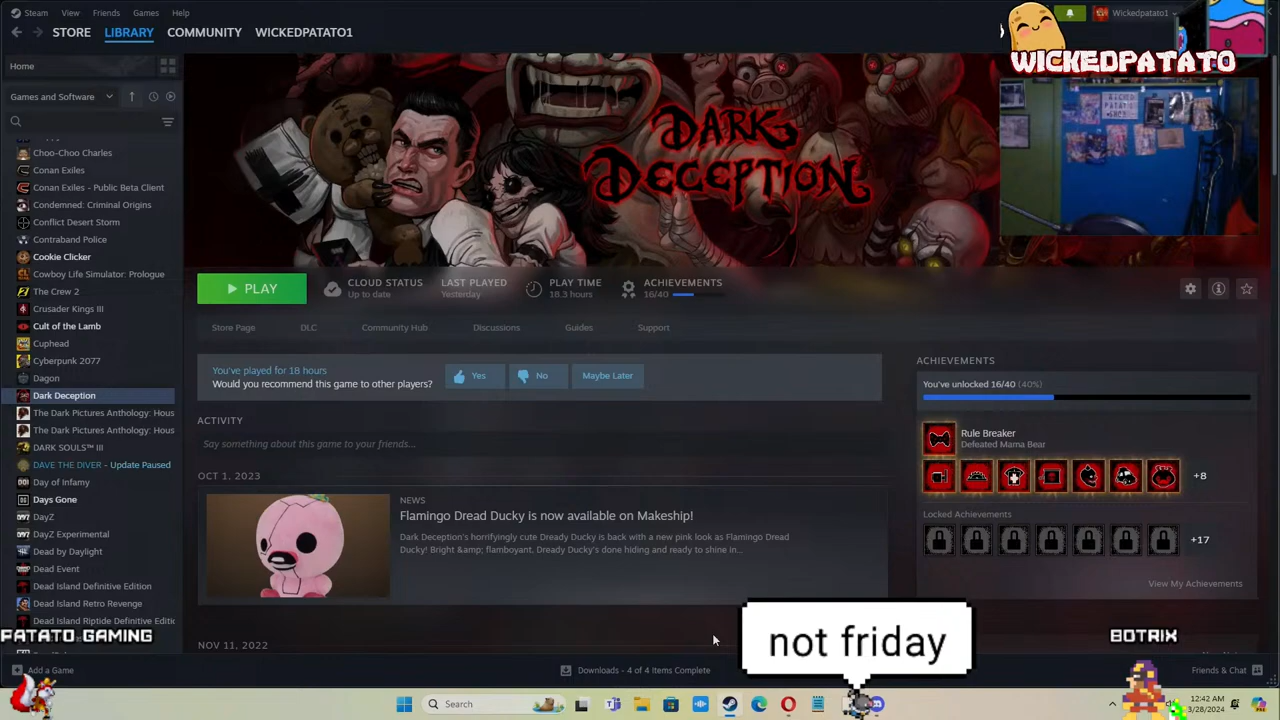 Steam View Friends Games Help
Wickedpatato1
STORE LIBRARY COMMUNITY WICKEDPATATO1
WICKEDPATATO
Home
Games and Software
DARK
DECEPTION
Choo-Choo Charles
Conan Exiles
Conan Exiles - Public Beta Client
Condemned: Criminal Origins
Conflict Desert Storm
Contraband Police
Cookie Clicker
Cowboy Life Simulator: Prologue
The Crew 2
Crusader Kings III
Cult of the Lamb
Cuphead
Cyberpunk 2077
Dagon
Dark Deception
The Dark Pictures Anthology: Hous
The Dark Pictures Anthology: Hous
DARK SOULS™ III
DAVE THE DIVER - Update Paused
Day of Infamy
Days Gone
DayZ
DayZ Experimental
Dead by Daylight
Dead Event
Dead Island Definitive Edition
Dead Island Retro Revenge
Dead Island Riptide Definitive Editic
PATATO GAMING
Add a Game
PLAY
CLOUD STATUS
Up to date
LAST PLAYED
Yesterday
PLAY TIME
18.3 hours
ACHIEVEMENTS
16/40
Store Page DLC Community Hub Discussions Guides Support
You've played for 18 hours
Would you recommend this game to other players?
Yes No Maybe Later
ACTIVITY
Say something about this game to your friends...
OCT 1, 2023
NEWS
Flamingo Dread Ducky is now available on Makeship!
Dark Deception's horrifyingly cute Dready Ducky is back with a new pink look as Flamingo Dread
Ducky! Bright &amp; flamboyant, Dready Ducky's done hiding and ready to shine in...
NOV 11, 2022
ACHIEVEMENTS
You've unlocked 16/40 (40%)
Rule Breaker
Defeated Mama Bear
+8
Locked Achievements
+17
View My Achievements
not friday
BOTRIX
Downloads - 4 of 4 Items Complete
Friends & Chat
Search
12:42 AM
3/28/2024